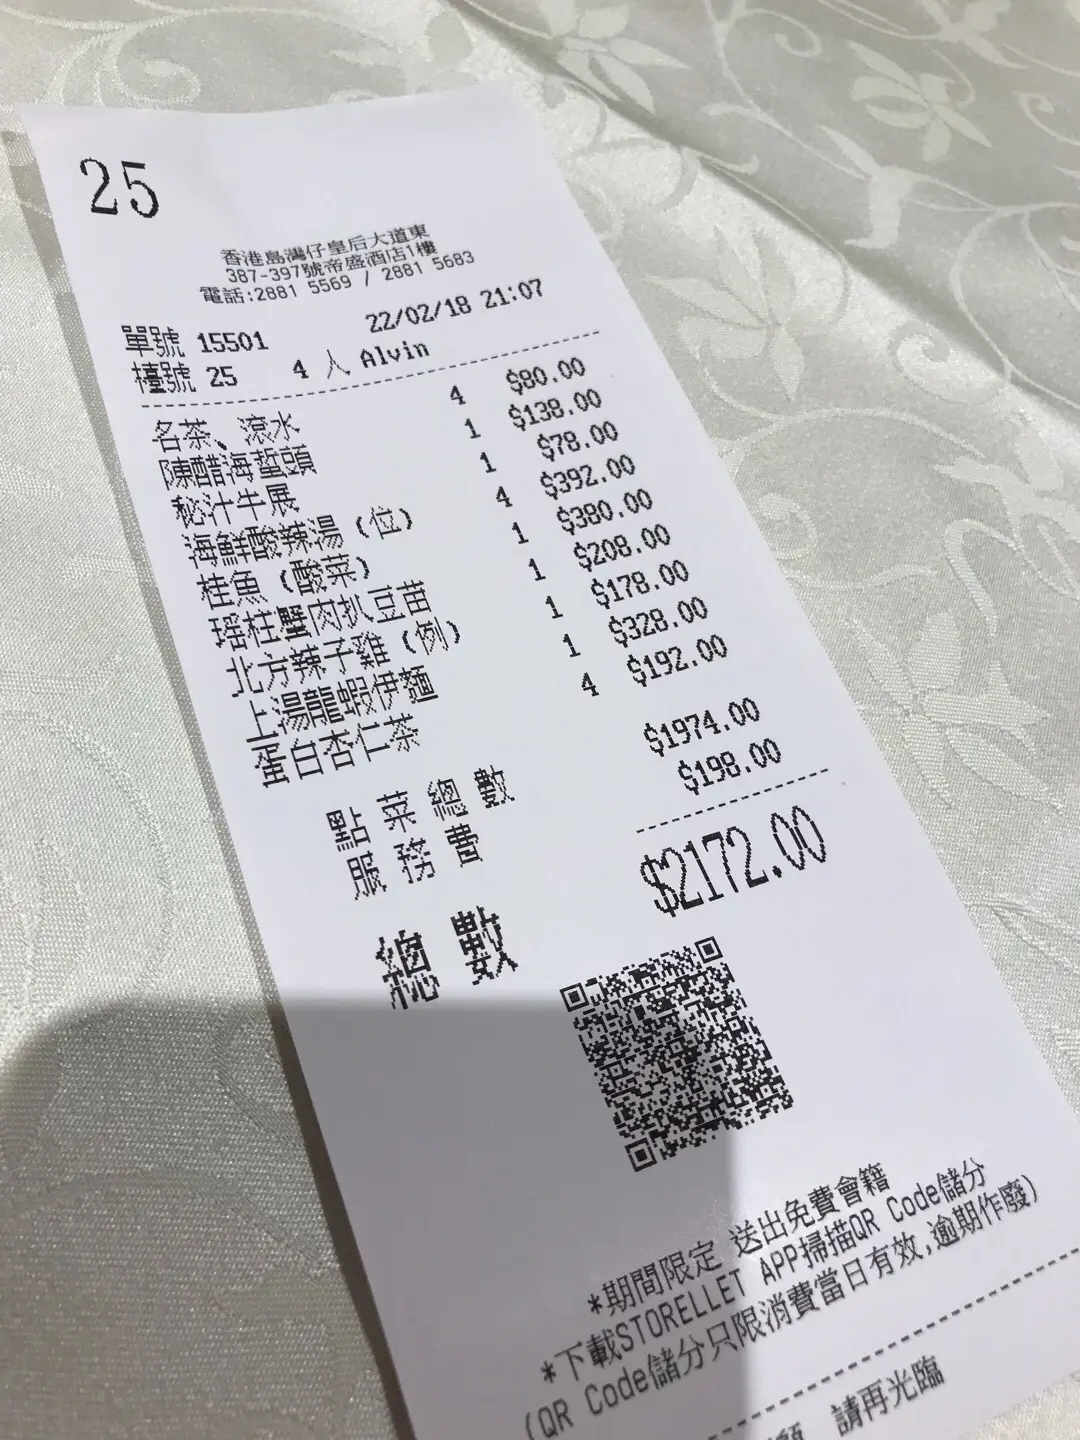 25
香港島灣仔皇后大道東
387-397號帝盛酒店1樓
電話:2881 5569 / 2881 5683
單號 15501 22/02/18 21:07
檯號 25 4 人 Alvin
名茶、滾水 4 $80.00
陳醋海蜇頭 1 $138.00
秘汁牛展 1 $78.00
海鮮酸辣湯(位) 4 $392.00
桂魚(酸菜) 1 $380.00
瑤柱蟹肉扒豆苗 1 $208.00
北方辣子雞(例) 1 $178.00
上湯龍蝦伊麵 1 $328.00
蛋白杏仁茶 4 $192.00
點菜總數 $1974.00
服務費 $198.00
總數 $2172.00
*期間限定 送出免費會籍
*下載STORELLET APP掃描QR Code儲分
(QR Code儲分只限消費當日有效,逾期作廢)
請再光臨